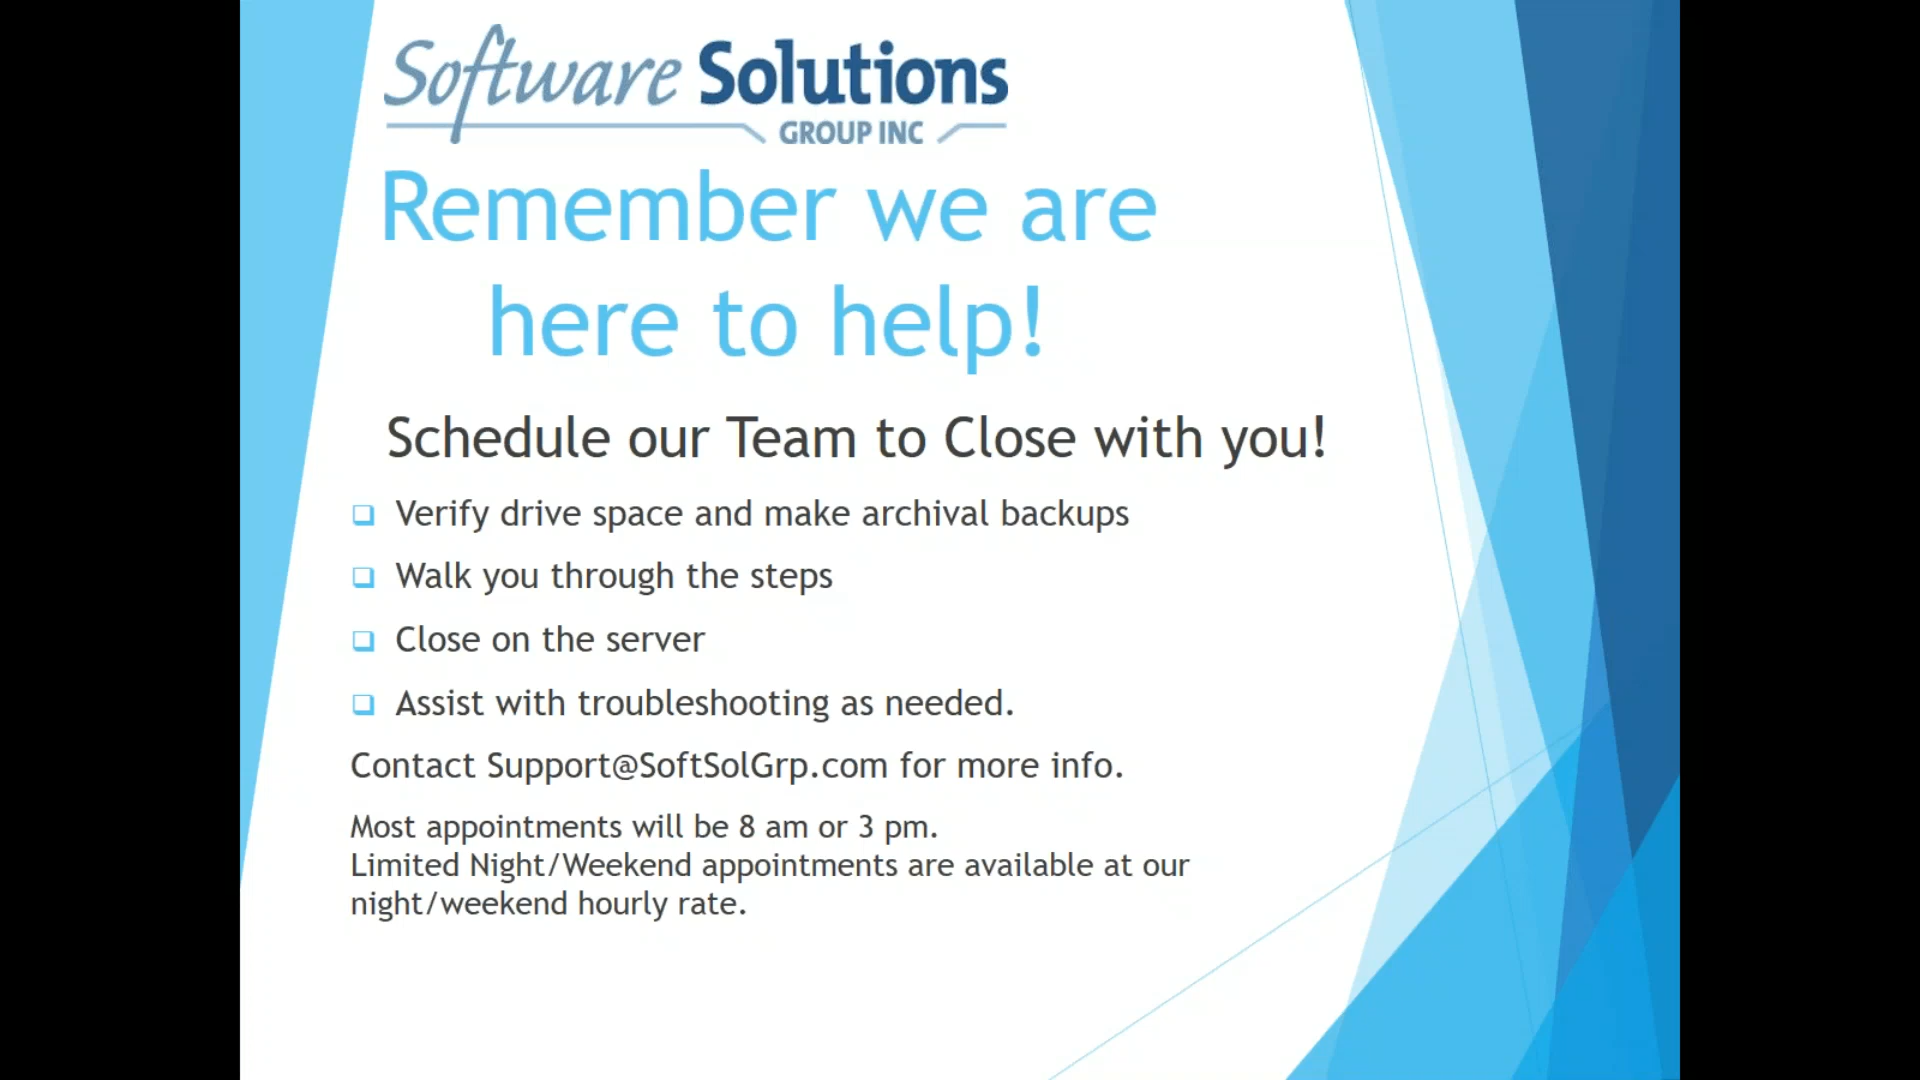 Software Solutions
GROUP INC
Remember we are
here to help!
Schedule our Team to Close with you!
Verify drive space and make archival backups
Walk you through the steps
Close on the server
Assist with troubleshooting as needed.
Contact Support@SoftSolGrp.com for more info.
Most appointments will be 8 am or 3 pm.
Limited Night/Weekend appointments are available at our
night/weekend hourly rate.